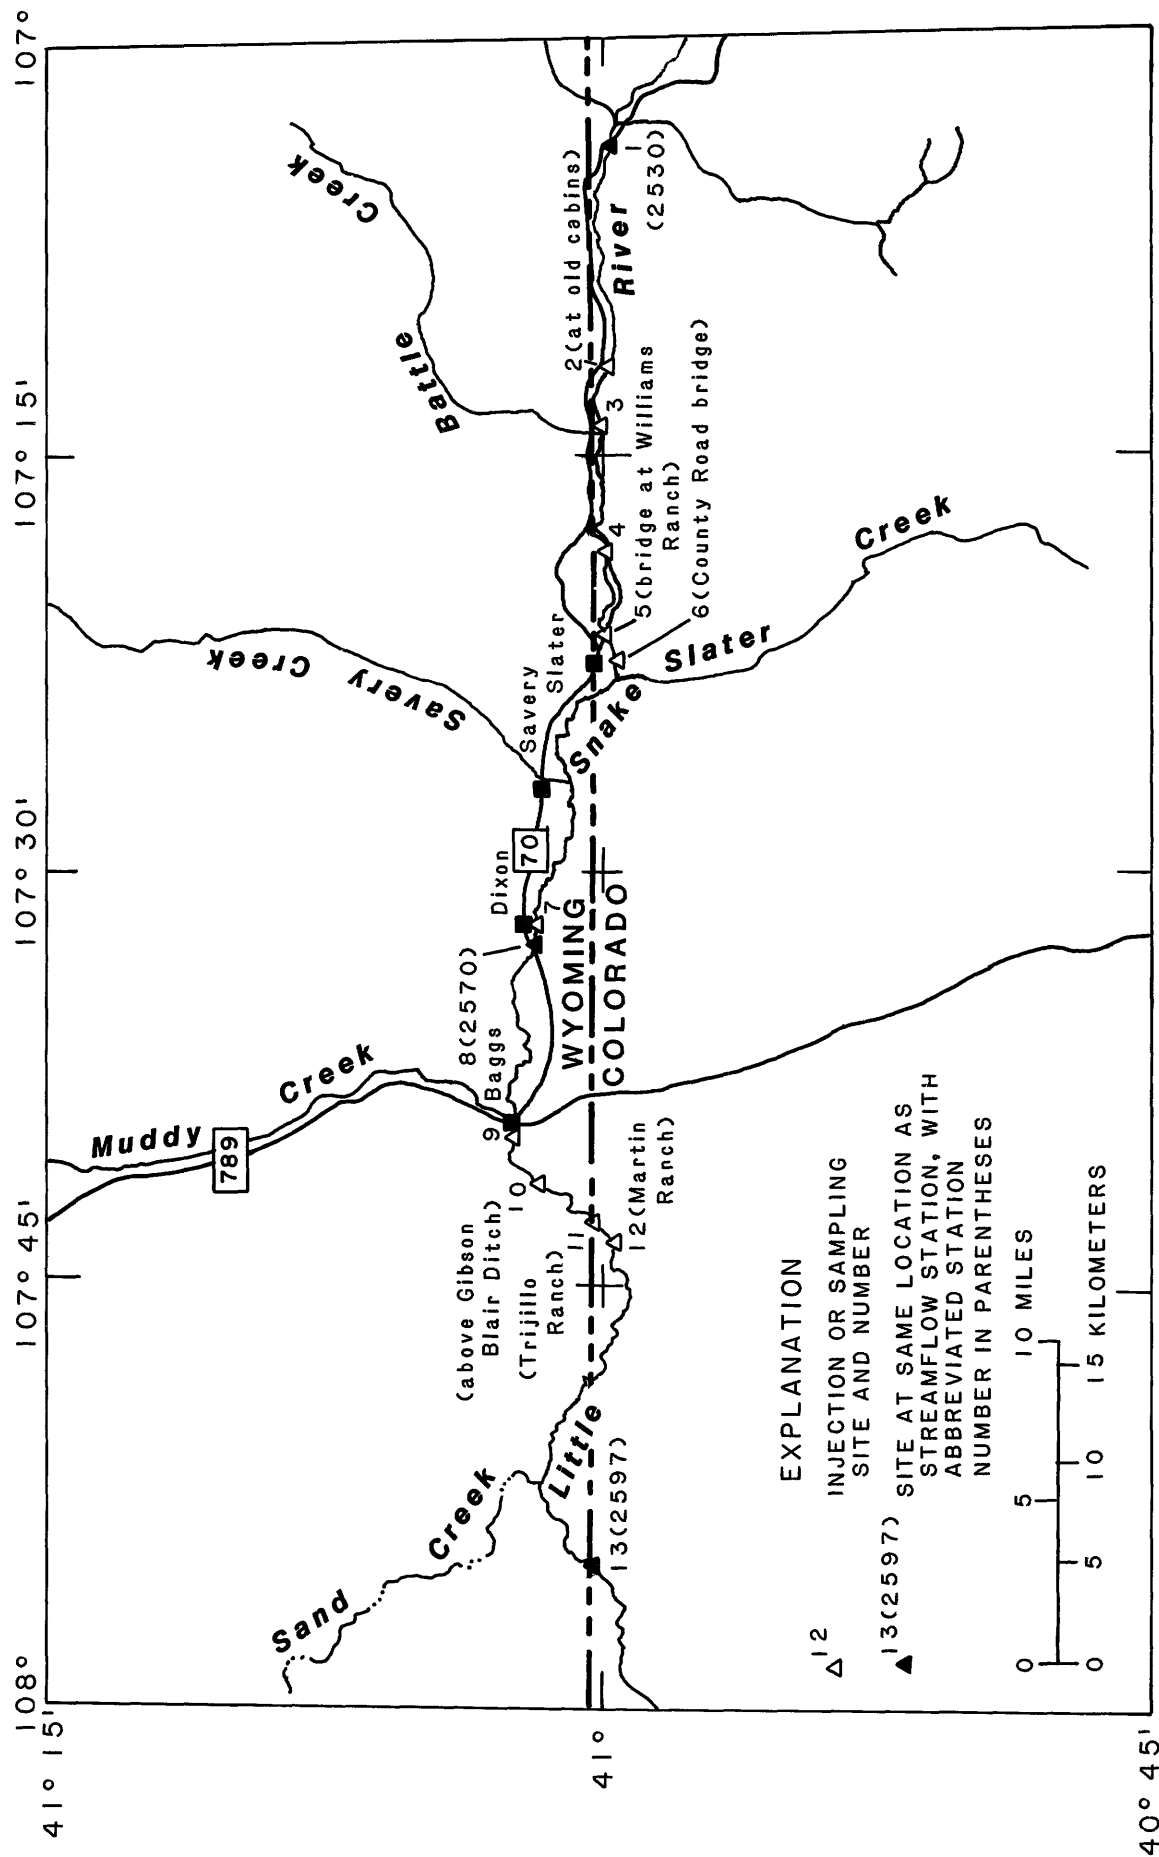 108°
107° 45'
107° 30'
107° 15'
107°
41° 15'
41°
40° 45'
Sand
Creek
Muddy
Creek
789
Savery
Creek
Battle
Creek
(above Gibson
Blair Ditch)
(Trijillo
Ranch)
9
10
11
12(Martin
Ranch)
Baggs
8(2570)
Dixon
7
70
Savery
Slater
WYOMING
COLORADO
Little
Snake
River
13(2597)
Slater
Creek
2(at old cabins)
3
4
5(bridge at Williams
Ranch)
6(County Road bridge)
1
(2530)
EXPLANATION
12
INJECTION OR SAMPLING
SITE AND NUMBER
13(2597)
SITE AT SAME LOCATION AS
STREAMFLOW STATION, WITH
ABBREVIATED STATION
NUMBER IN PARENTHESES
0 5 10 MILES
0 5 10 15 KILOMETERS